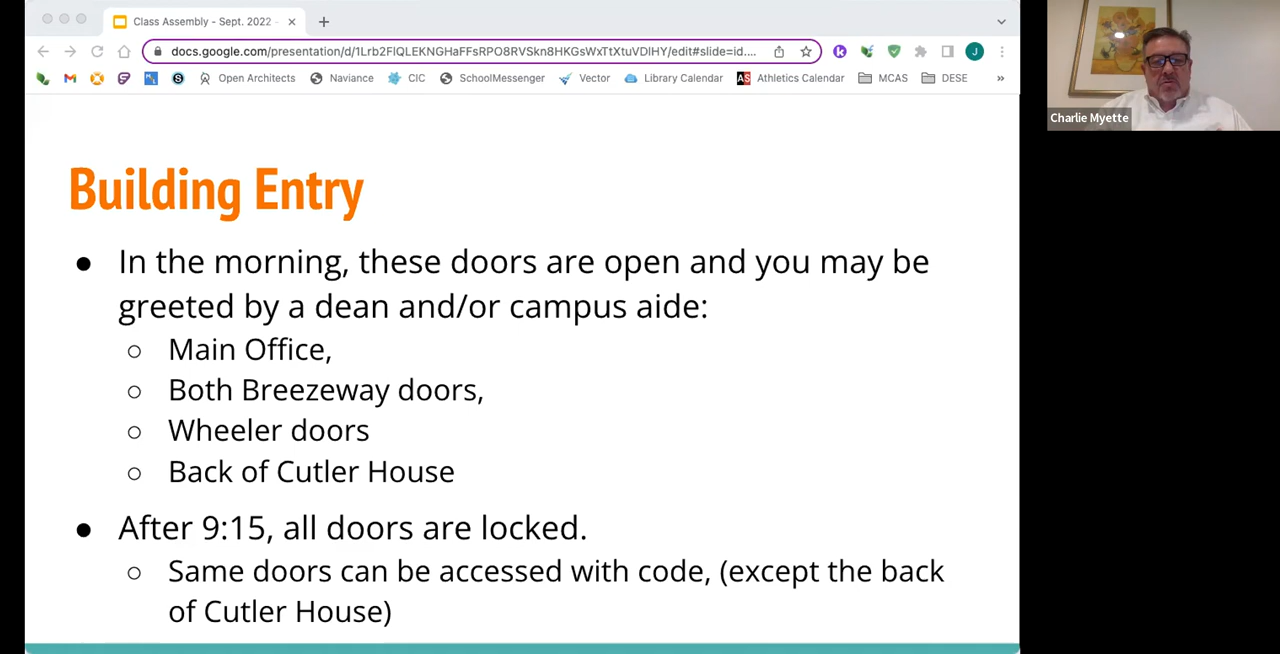 Class Assembly - Sept. 2022 -
docs.google.com/presentation/d/1Lrb2FIQLEKNGHaFFsRPO8RVSkn8HKGsWxTtXtuVDlHY/edit#slide=id....
J
Open Architects Naviance CIC SchoolMessenger Vector Library Calendar AS Athletics Calendar MCAS DESE »
Charlie Myette
Building Entry
● In the morning, these doors are open and you may be
greeted by a dean and/or campus aide:
○ Main Office,
○ Both Breezeway doors,
○ Wheeler doors
○ Back of Cutler House
● After 9:15, all doors are locked.
○ Same doors can be accessed with code, (except the back
of Cutler House)